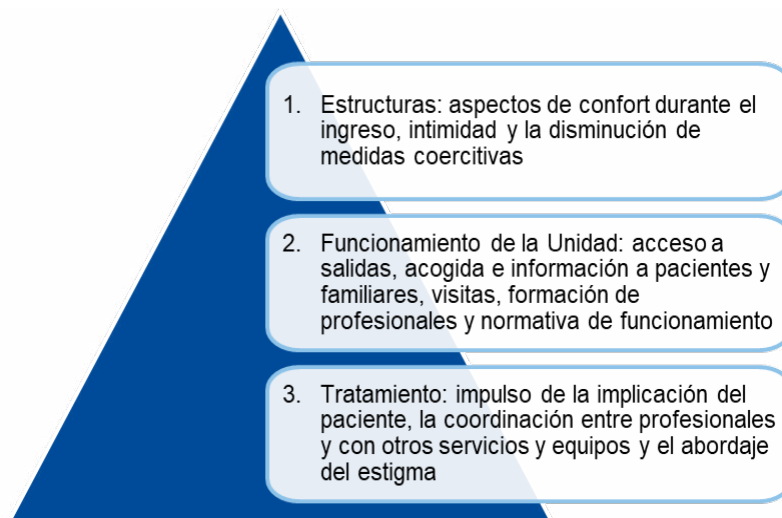 1. Estructuras: aspectos de confort durante el
ingreso, intimidad y la disminución de
medidas coercitivas
2. Funcionamiento de la Unidad: acceso a
salidas, acogida e información a pacientes y
familiares, visitas, formación de
profesionales y normativa de funcionamiento
3. Tratamiento: impulso de la implicación del
paciente, la coordinación entre profesionales
y con otros servicios y equipos y el abordaje
del estigma